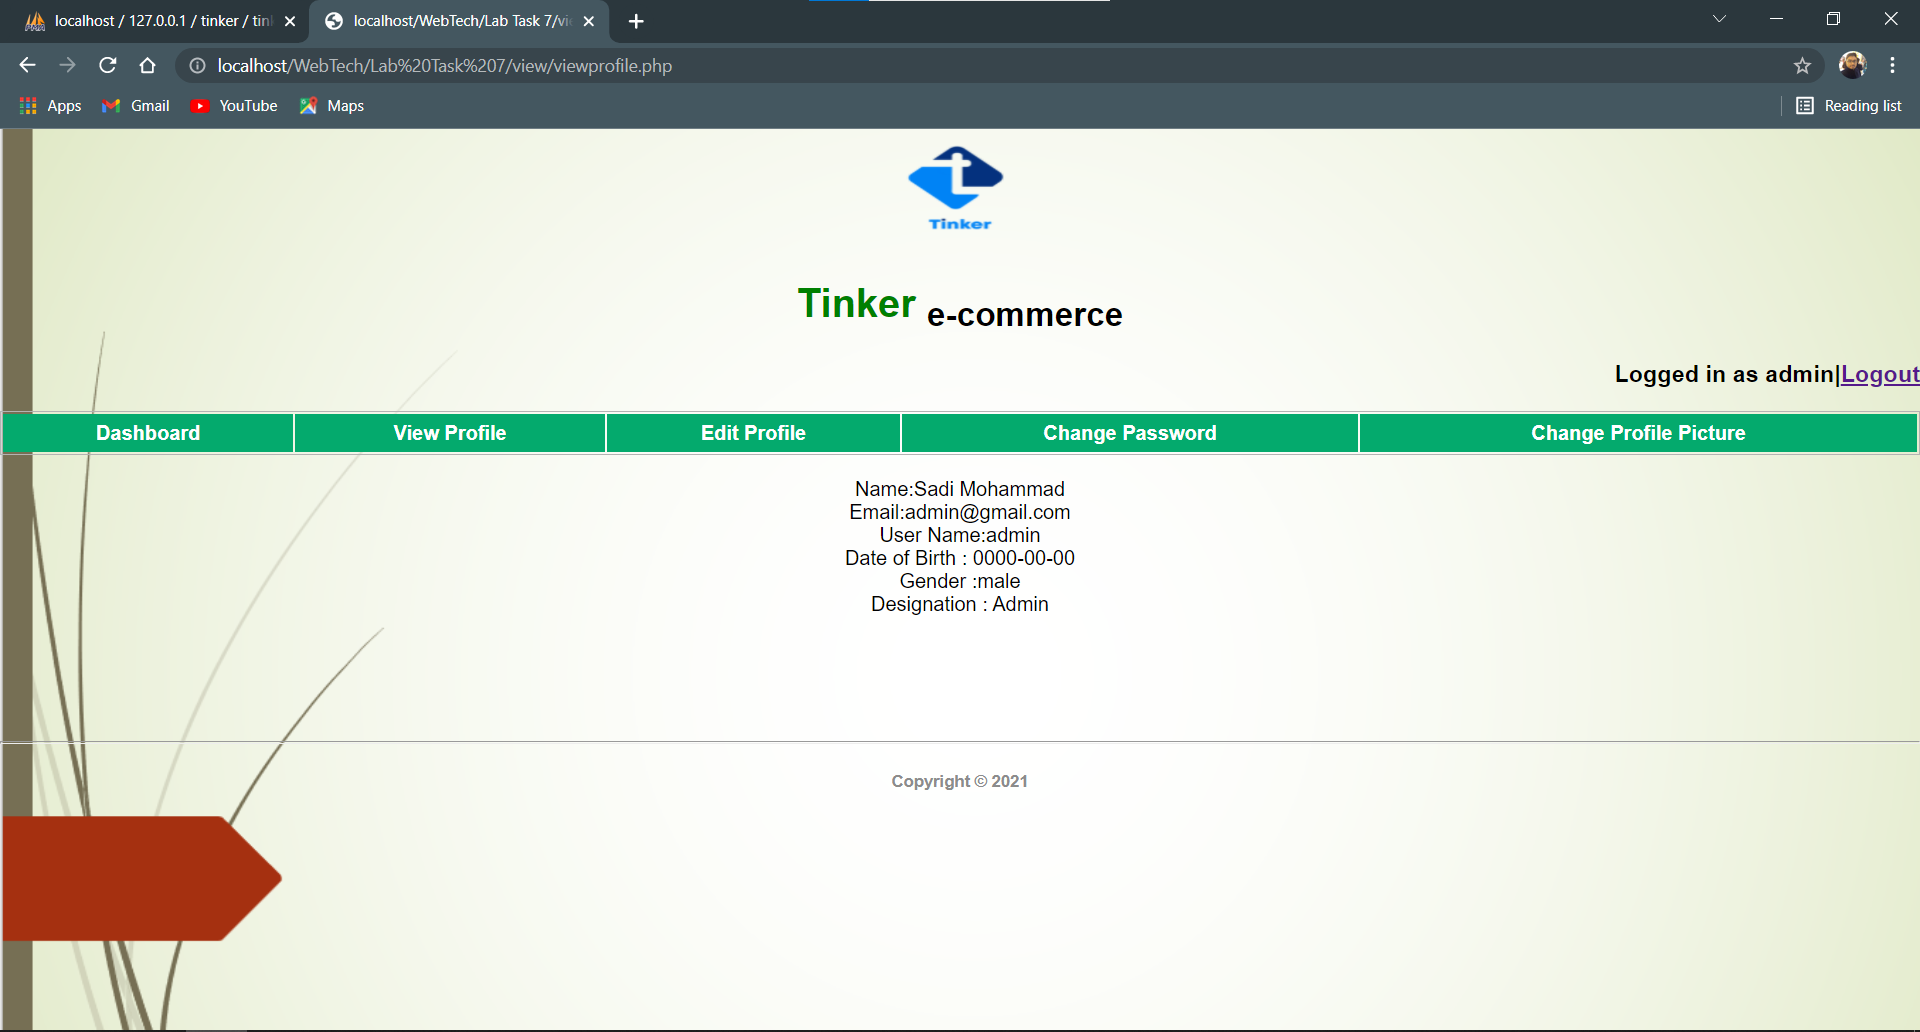 localhost / 127.0.0.1 / tinker / tin
localhost/WebTech/Lab Task 7/vi
localhost/WebTech/Lab%20Task%207/view/viewprofile.php
Apps Gmail YouTube Maps Reading list
Tinker
Tinker e-commerce
Logged in as admin|Logout
Dashboard View Profile Edit Profile Change Password Change Profile Picture
Name:Sadi Mohammad
Email:admin@gmail.com
User Name:admin
Date of Birth : 0000-00-00
Gender :male
Designation : Admin
Copyright © 2021